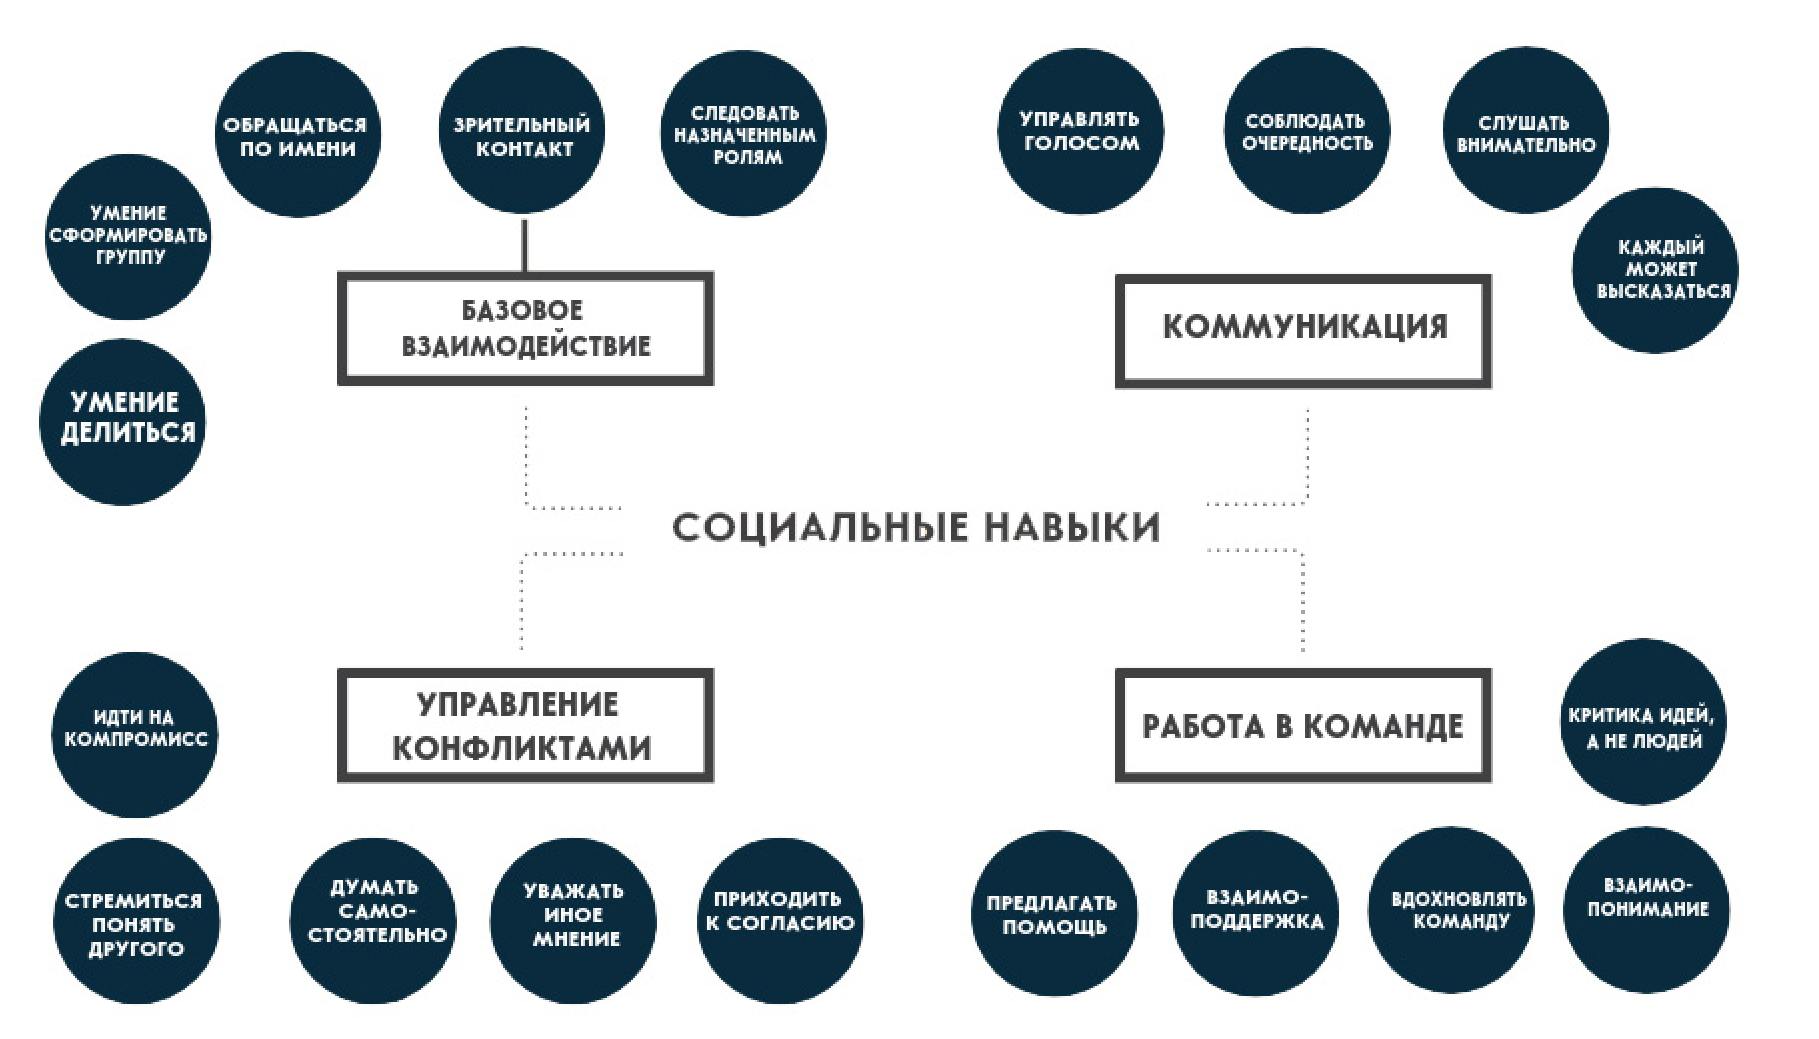 ОБРАЩАТЬСЯ
ПО ИМЕНИ
ЗРИТЕЛЬНЫЙ
КОНТАКТ
СЛЕДОВАТЬ
НАЗНАЧЕННЫМ
РОЛЯМ
УМЕНИЕ
СФОРМИРОВАТЬ
ГРУППУ
УМЕНИЕ
ДЕЛИТЬСЯ
БАЗОВОЕ
ВЗАИМОДЕЙСТВИЕ
УПРАВЛЯТЬ
ГОЛОСОМ
СОБЛЮДАТЬ
ОЧЕРЕДНОСТЬ
СЛУШАТЬ
ВНИМАТЕЛЬНО
КАЖДЫЙ
МОЖЕТ
ВЫСКАЗАТЬСЯ
КОММУНИКАЦИЯ
СОЦИАЛЬНЫЕ НАВЫКИ
УПРАВЛЕНИЕ
КОНФЛИКТАМИ
ИДТИ НА
КОМПРОМИСС
СТРЕМИТЬСЯ
ПОНЯТЬ
ДРУГОГО
ДУМАТЬ
САМО-
СТОЯТЕЛЬНО
УВАЖАТЬ
ИНОЕ
МНЕНИЕ
ПРИХОДИТЬ
К СОГЛАСИЮ
РАБОТА В КОМАНДЕ
КРИТИКА ИДЕЙ,
А НЕ ЛЮДЕЙ
ПРЕДЛАГАТЬ
ПОМОЩЬ
ВЗАИМО-
ПОДДЕРЖКА
ВДОХНОВЛЯТЬ
КОМАНДУ
ВЗАИМО-
ПОНИМАНИЕ